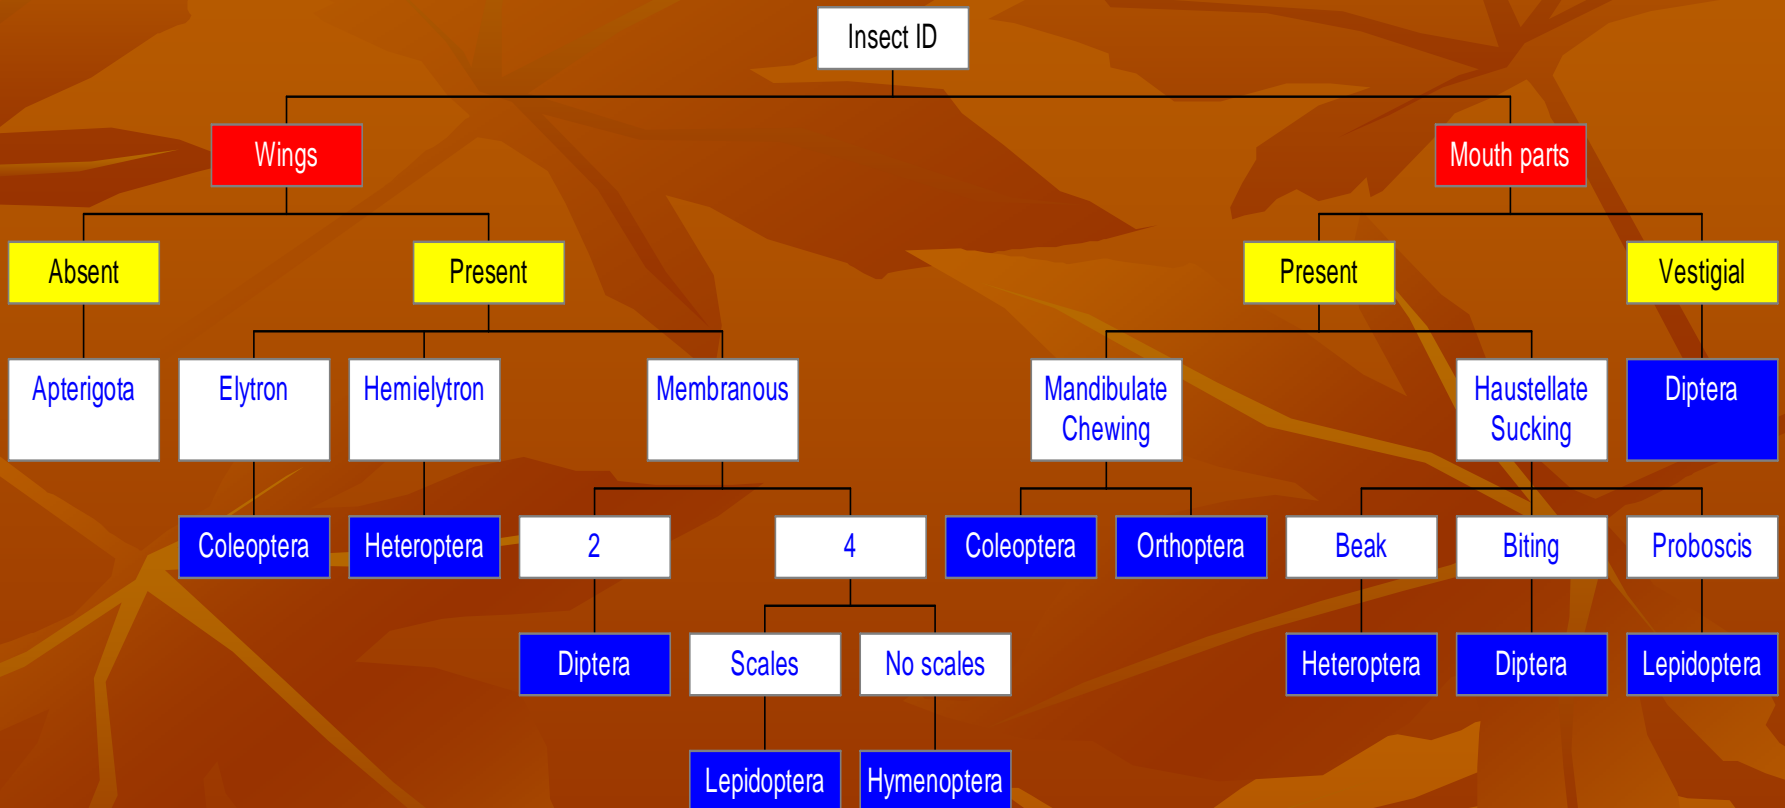 Insect ID
Wings
Mouth parts
Absent
Present
Present
Vestigial
Apterigota
Elytron
Hemielytron
Membranous
Mandibulate
Chewing
Haustellate
Sucking
Diptera
Coleoptera
Heteroptera
2
4
Coleoptera
Orthoptera
Beak
Biting
Proboscis
Diptera
Scales
No scales
Heteroptera
Diptera
Lepidoptera
Lepidoptera
Hymenoptera